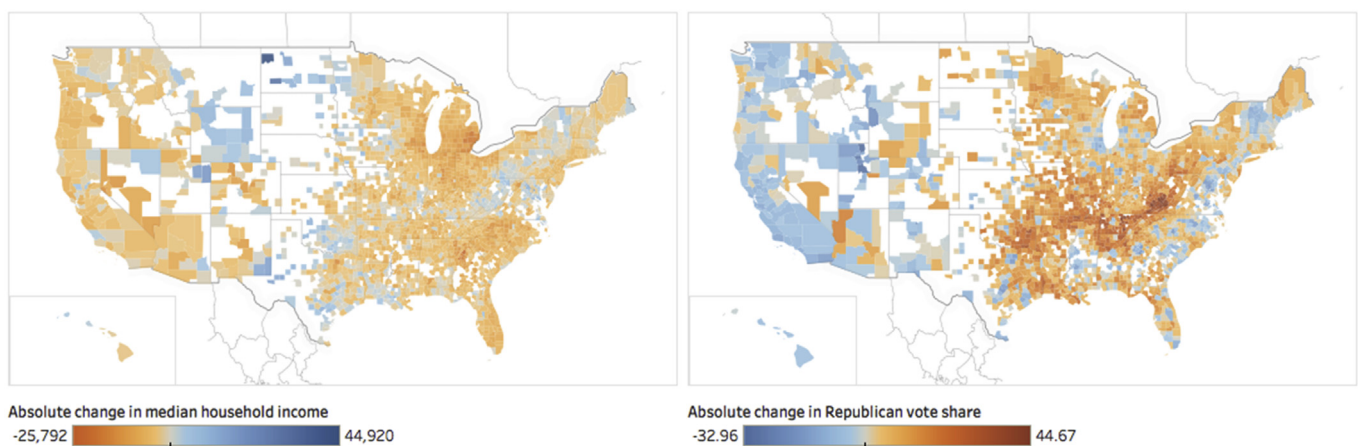 Absolute change in median household income
-25,792 44,920
Absolute change in Republican vote share
-32.96 44.67